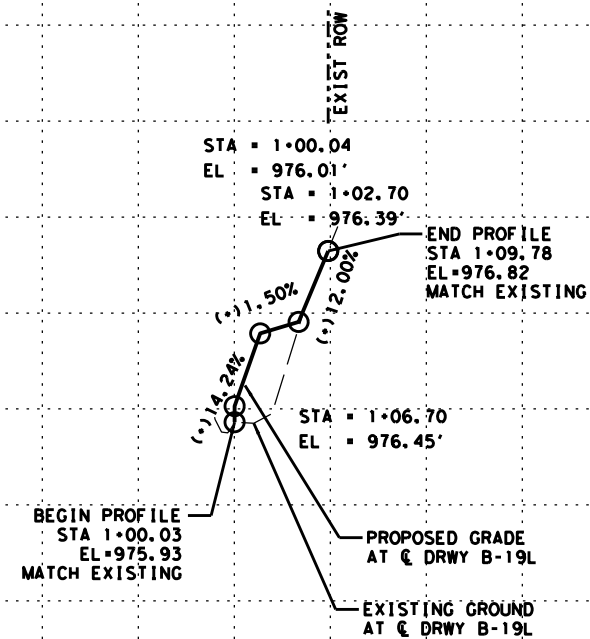 EXIST ROW
STA = 1+00.04
EL = 976.01'
STA = 1+02.70
EL = 976.39'
END PROFILE
STA 1+09.78
EL=976.82
MATCH EXISTING
(+)1.50%
(+)12.00%
(+)14.24%
STA = 1+06.70
EL = 976.45'
BEGIN PROFILE
STA 1+00.03
EL=975.93
MATCH EXISTING
PROPOSED GRADE
AT ℄ DRWY B-19L
EXISTING GROUND
AT ℄ DRWY B-19L